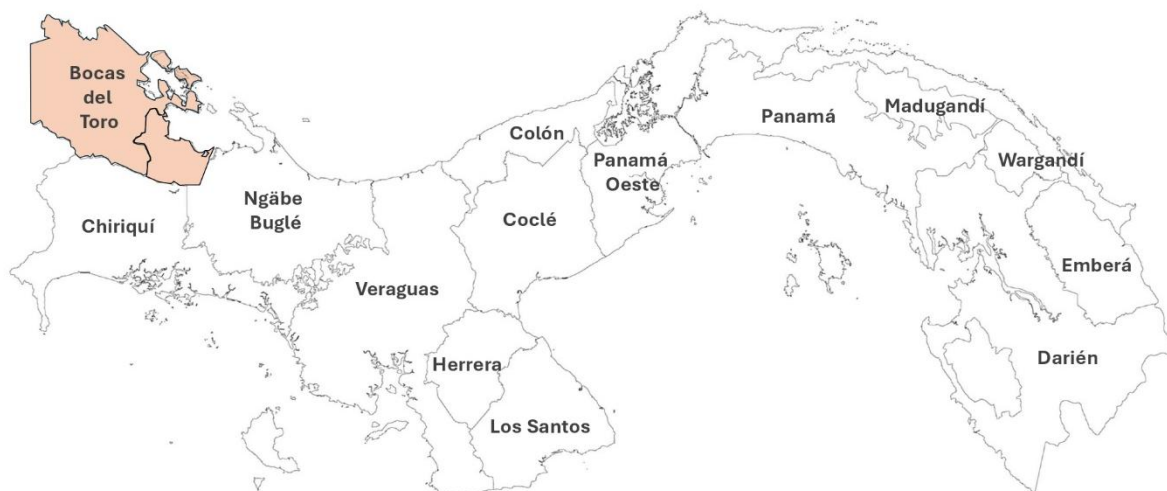 Bocas
del
Toro
Chiriquí
Ngäbe
Buglé
Veraguas
Herrera
Los Santos
Coclé
Colón
Panamá
Oeste
Panamá
Madugandí
Wargandí
Emberá
Darién